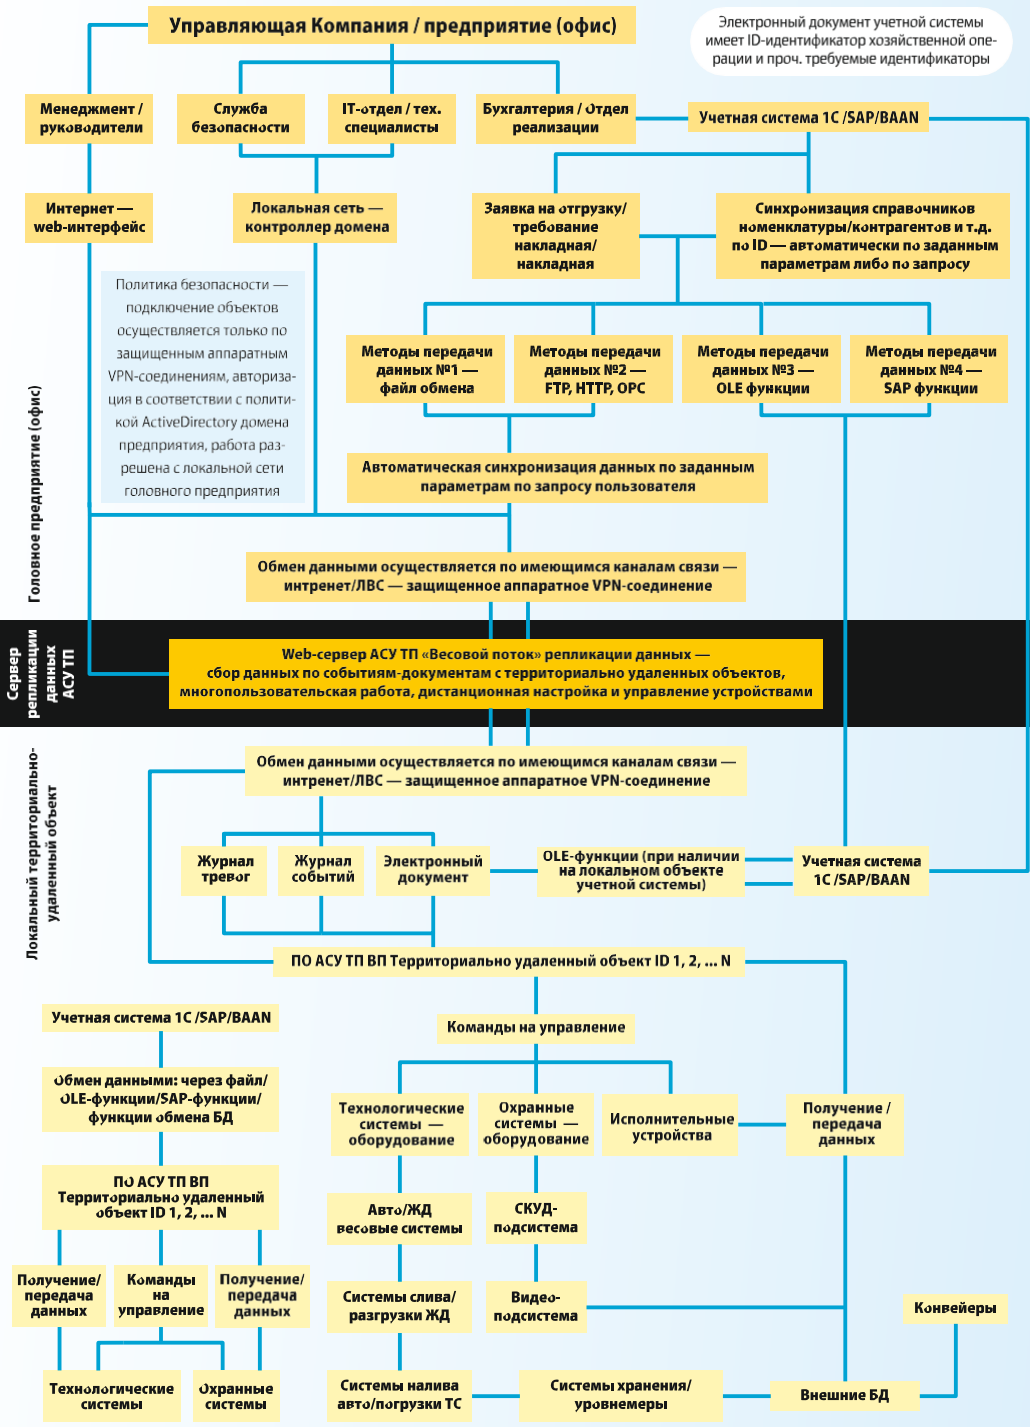 Управляющая Компания / предприятие (офис)
Электронный документ учетной системы
имеет ID-идентификатор хозяйственной опе-
рации и проч. требуемые идентификаторы
Менеджмент /
руководители
Служба
безопасности
IT-отдел / тех.
специалисты
Бухгалтерия / Отдел
реализации
Учетная система 1С /SAP/BAAN
Интернет —
web-интерфейс
Локальная сеть —
контроллер домена
Заявка на отгрузку/
требование
накладная/
накладная
Синхронизация справочников
номенклатуры/контрагентов и т.д.
по ID — автоматически по заданным
параметрам либо по запросу
Политика безопасности —
подключение объектов
осуществляется только по
защищенным аппаратным
VPN-соединениям, авториза-
ция в соответствии с полити-
кой ActiveDirectory домена
предприятия, работа раз-
решена с локальной сети
головного предприятия
Методы передачи
данных №1 —
файл обмена
Методы передачи
данных №2 —
FTP, HTTP, OPC
Методы передачи
данных №3 —
OLE функции
Методы передачи
данных №4 —
SAP функции
Автоматическая синхронизация данных по заданным
параметрам по запросу пользователя
Головное предприятие (офис)
Обмен данными осуществляется по имеющимся каналам связи —
интренет/ЛВС — защищенное аппаратное VPN-соединение
Сервер
репликации
данных
АСУ ТП
Web-сервер АСУ ТП «Весовой поток» репликации данных —
сбор данных по событиям-документам с территориально удаленных объектов,
многопользовательская работа, дистанционная настройка и управление устройствами
Локальный территориально-
удаленный объект
Обмен данными осуществляется по имеющимся каналам связи —
интренет/ЛВС — защищенное аппаратное VPN-соединение
Журнал
тревог
Журнал
событий
Электронный
документ
OLE-функции (при наличии
на локальном объекте
учетной системы)
Учетная система
1С /SAP/BAAN
ПО АСУ ТП ВП Территориально удаленный объект ID 1, 2, ... N
Учетная система 1С /SAP/BAAN
Команды на управление
Обмен данными: через файл/
OLE-функции/SAP-функции/
функции обмена БД
Технологические
системы —
оборудование
Охранные
системы —
оборудование
Исполнительные
устройства
Получение /
передача
данных
ПО АСУ ТП ВП
Территориально удаленный
объект ID 1, 2, ... N
Авто/ЖД
весовые системы
СКУД-
подсистема
Получение/
передача
данных
Команды
на
управление
Получение/
передача
данных
Системы слива/
разгрузки ЖД
Видео-
подсистема
Конвейеры
Технологические
системы
Охранные
системы
Системы налива
авто/погрузки ТС
Системы хранения/
уровнемеры
Внешние БД